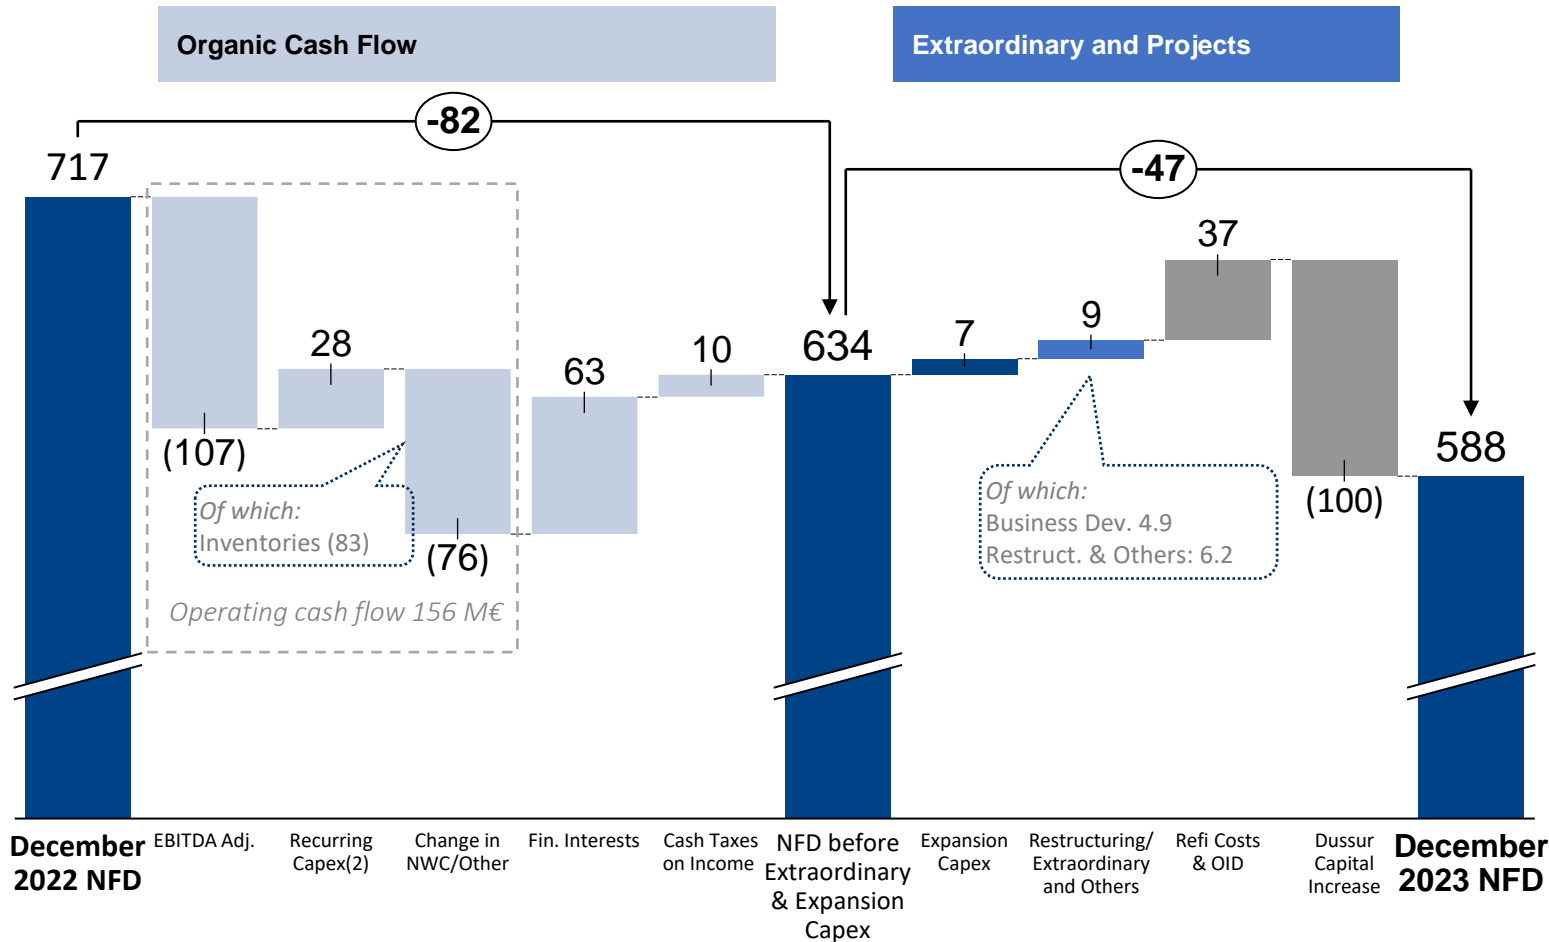 Organic Cash Flow
Extraordinary and Projects
-82
-47
717
(107)
28
(76)
63
10
634
7
9
37
(100)
588
Of which:
Inventories (83)
Operating cash flow 156 M€
Of which:
Business Dev. 4.9
Restruct. & Others: 6.2
December
2022 NFD
EBITDA Adj.
Recurring
Capex(2)
Change in
NWC/Other
Fin. Interests
Cash Taxes
on Income
NFD before
Extraordinary
& Expansion
Capex
Expansion
Capex
Restructuring/
Extraordinary
and Others
Refi Costs
& OID
Dussur
Capital
Increase
December
2023 NFD